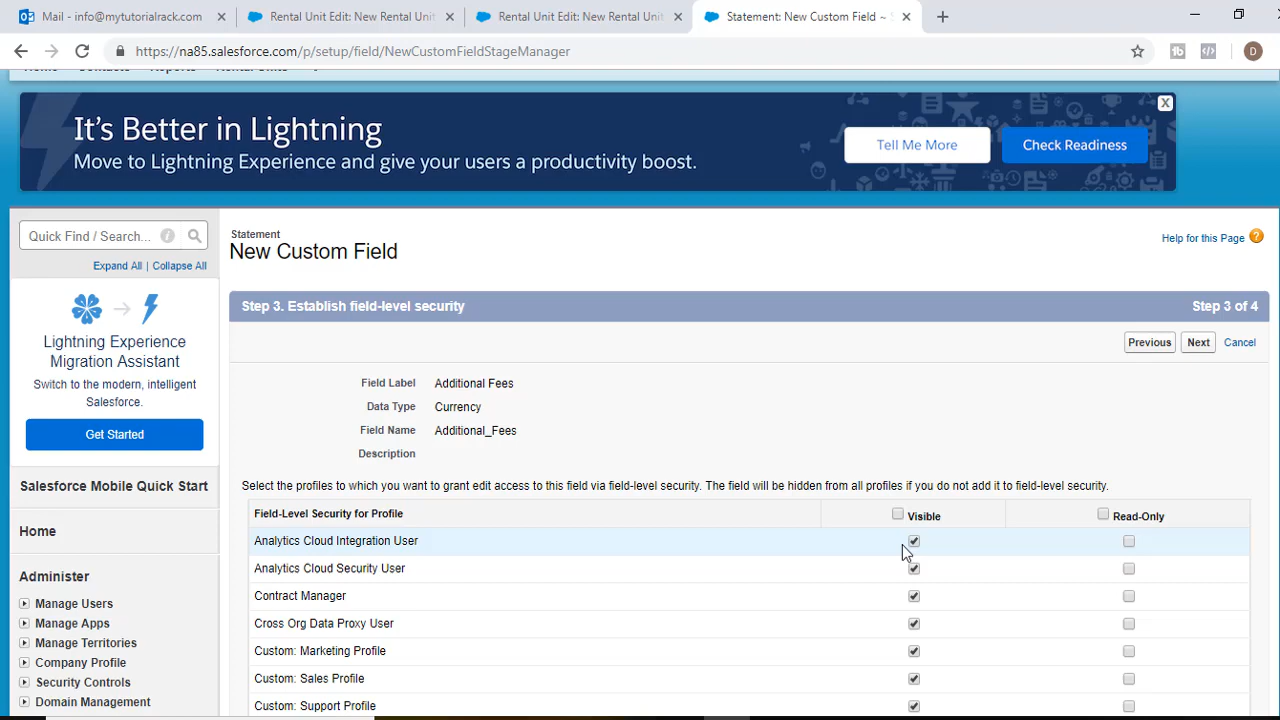 Mail - info@mytutorialrack.com
Rental Unit Edit: New Rental Unit
Rental Unit Edit: New Rental Unit
Statement: New Custom Field ~ S
https://na85.salesforce.com/p/setup/field/NewCustomFieldStageManager
tb
D
It's Better in Lightning
Move to Lightning Experience and give your users a productivity boost.
Tell Me More
Check Readiness
X
Quick Find / Search...
i
Expand All | Collapse All
Lightning Experience
Migration Assistant
Switch to the modern, intelligent
Salesforce.
Get Started
Salesforce Mobile Quick Start
Home
Administer
Manage Users
Manage Apps
Manage Territories
Company Profile
Security Controls
Domain Management
Statement
New Custom Field
Help for this Page ?
Step 3. Establish field-level security
Step 3 of 4
Previous
Next
Cancel
Field Label Additional Fees
Data Type Currency
Field Name Additional_Fees
Description
Select the profiles to which you want to grant edit access to this field via field-level security. The field will be hidden from all profiles if you do not add it to field-level security.
Field-Level Security for Profile
Visible
Read-Only
Analytics Cloud Integration User
Analytics Cloud Security User
Contract Manager
Cross Org Data Proxy User
Custom: Marketing Profile
Custom: Sales Profile
Custom: Support Profile